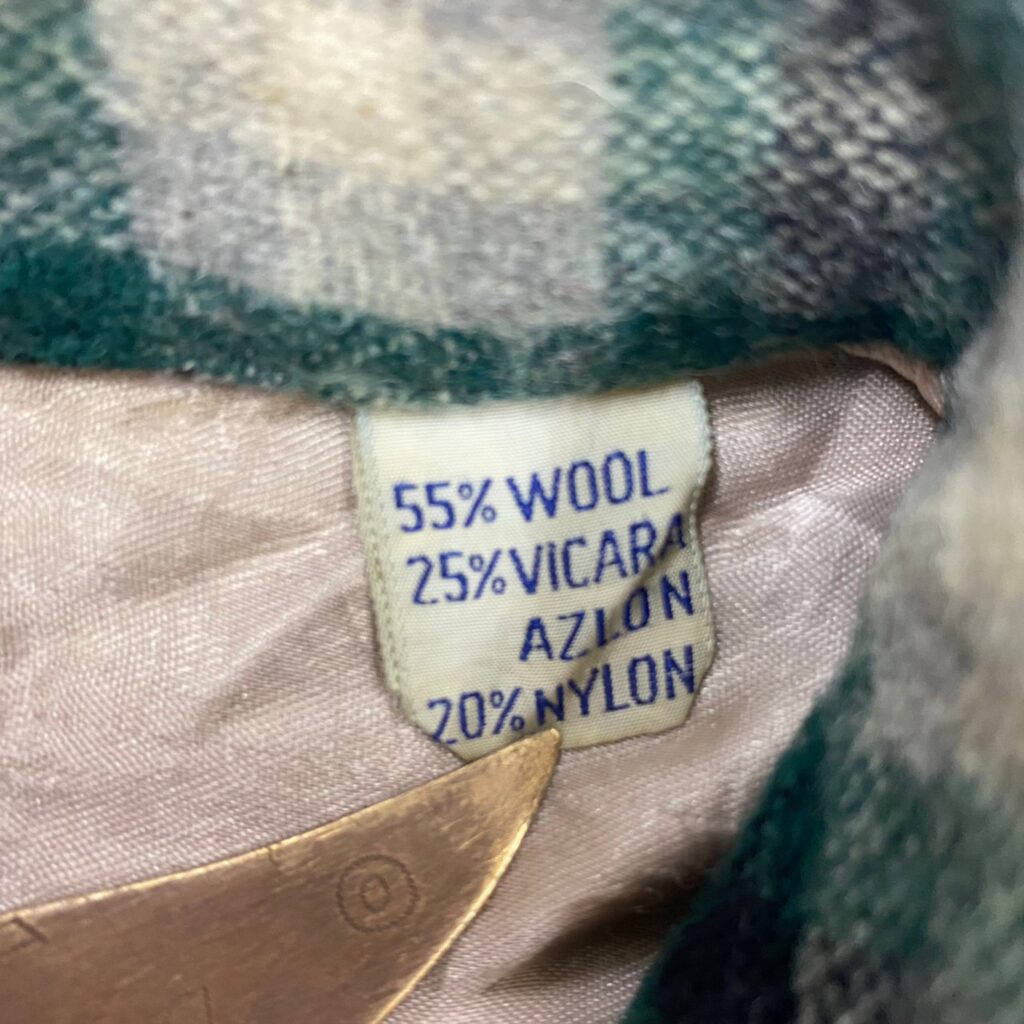 55% WOOL
25% VICARA
AZLON
20% NYLON